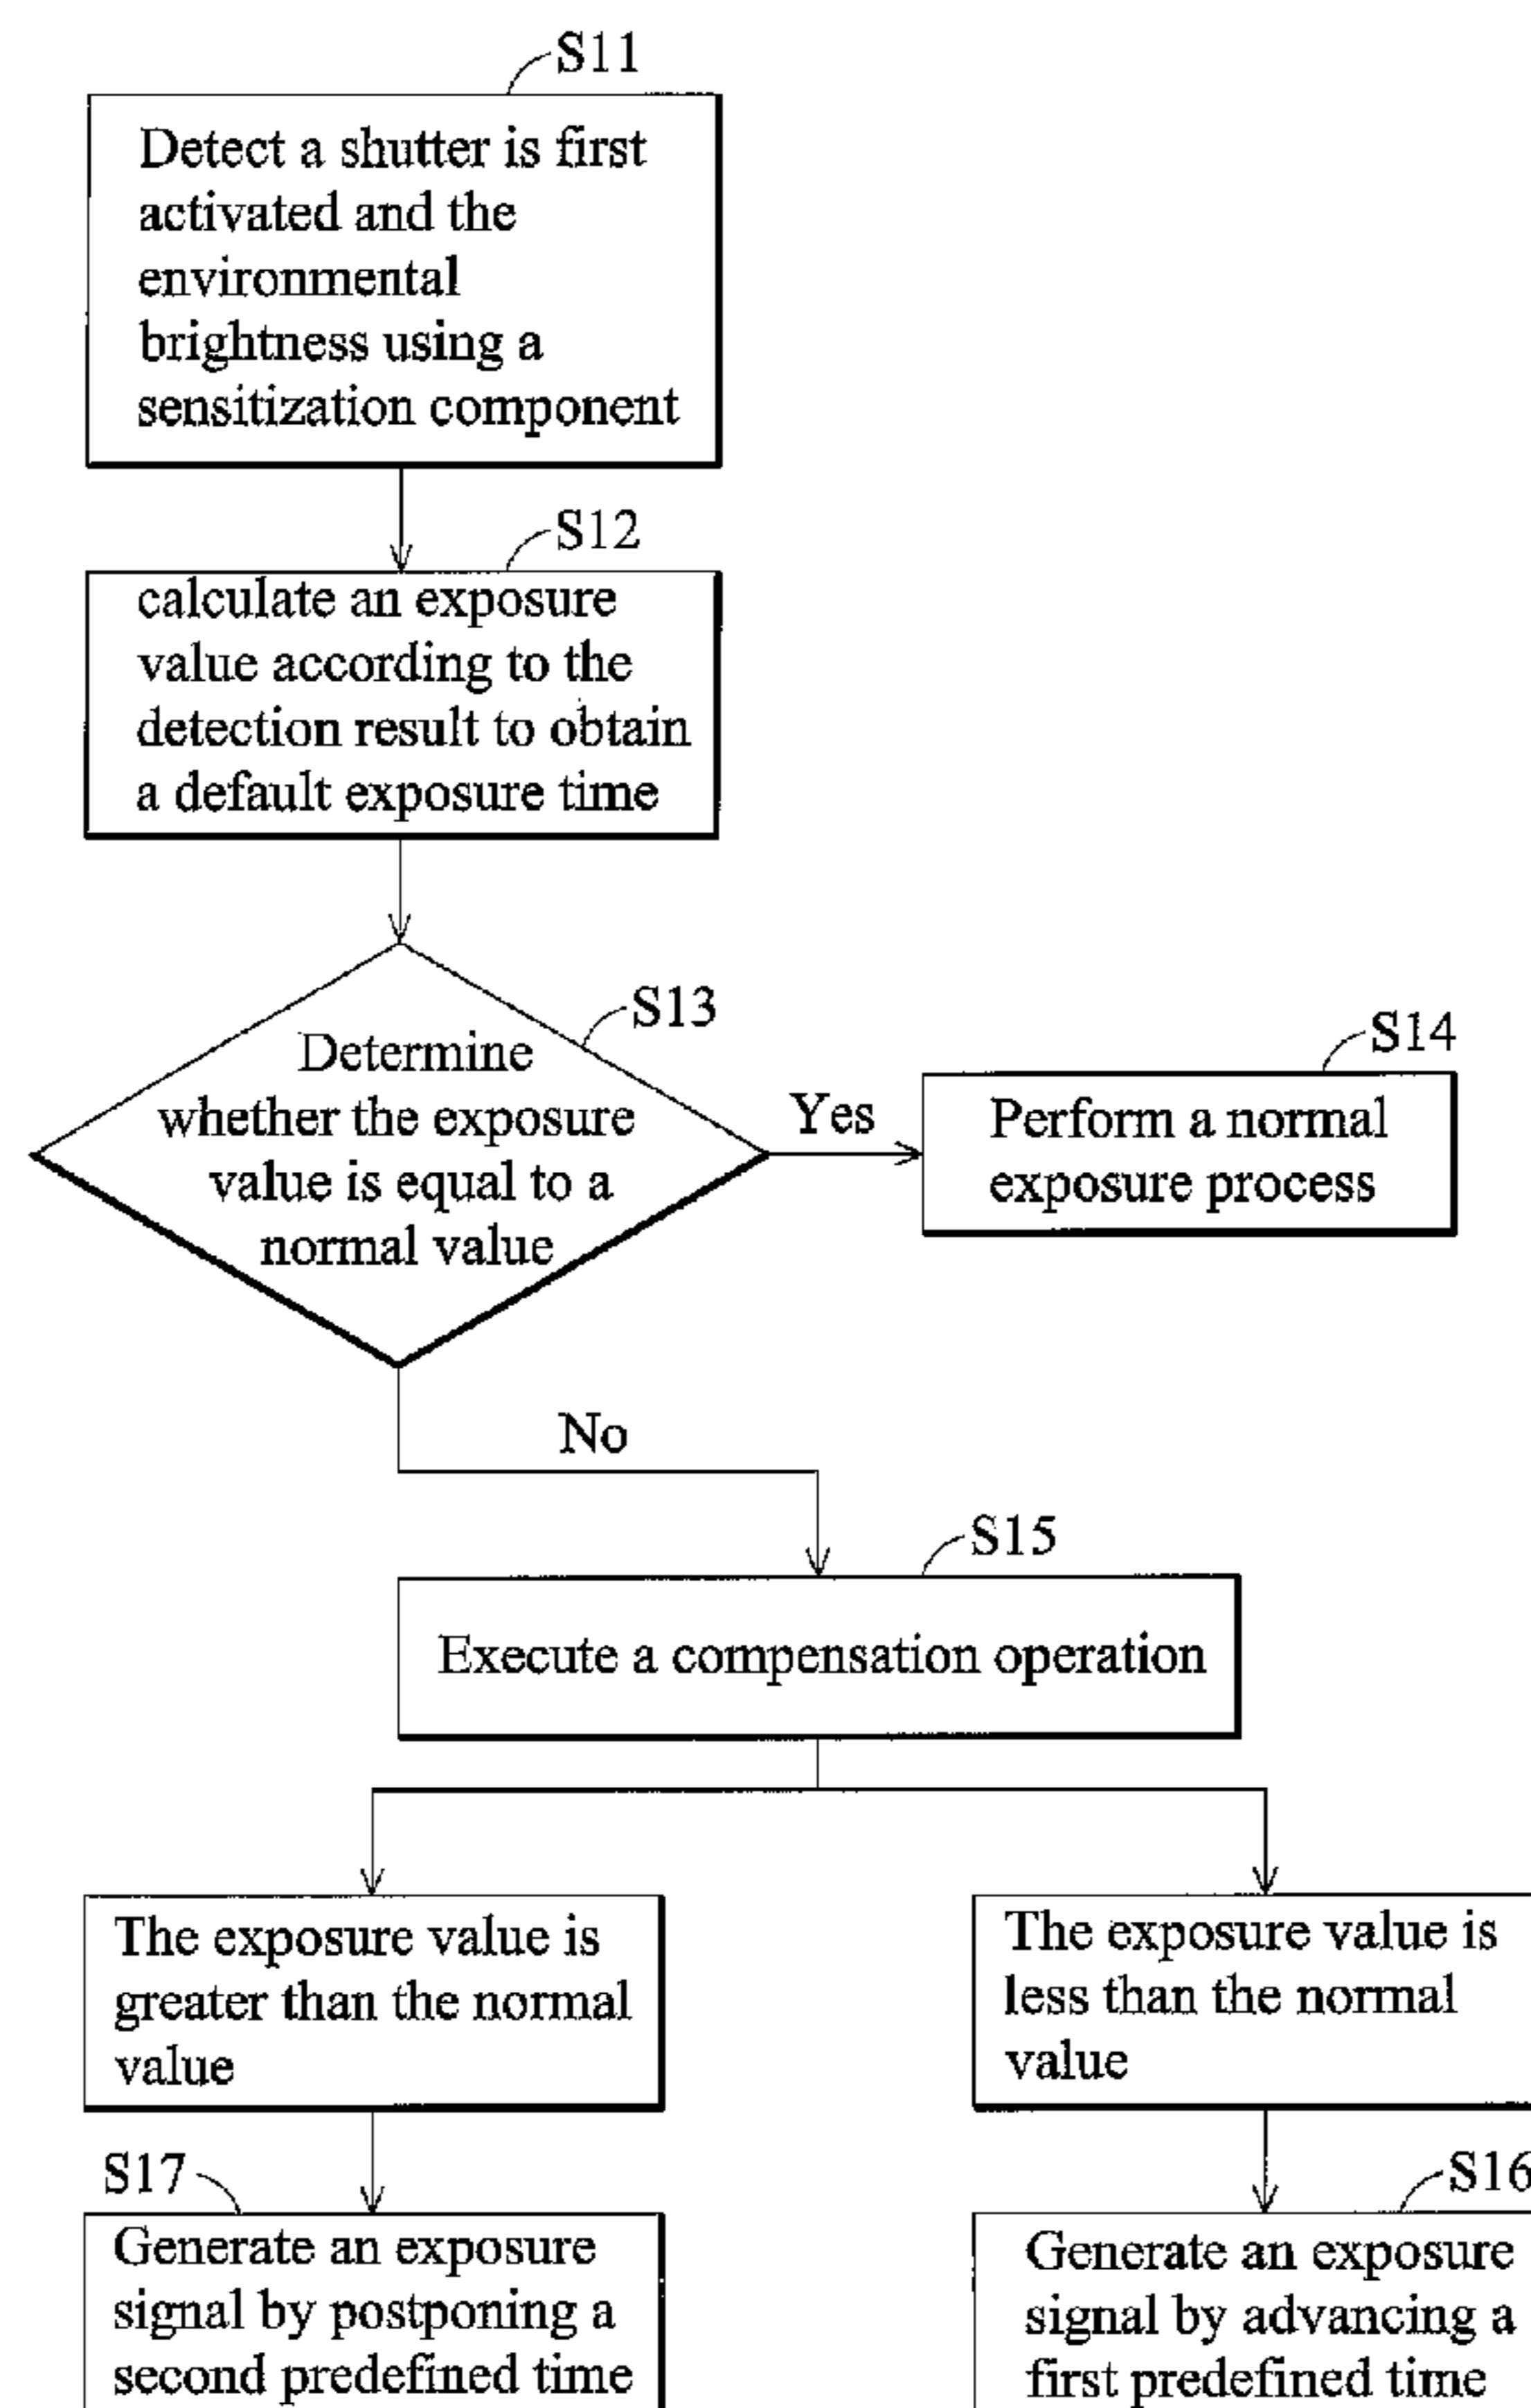 S11
Detect a shutter is first
activated and the
environmental
brightness using a
sensitization component
S12
calculate an exposure
value according to the
detection result to obtain
a default exposure time
S13
Determine
whether the exposure
value is equal to a
normal value
Yes
S14
Perform a normal
exposure process
No
S15
Execute a compensation operation
The exposure value is
greater than the normal
value
The exposure value is
less than the normal
value
S17
Generate an exposure
signal by postponing a
second predefined time
S16
Generate an exposure
signal by advancing a
first predefined time